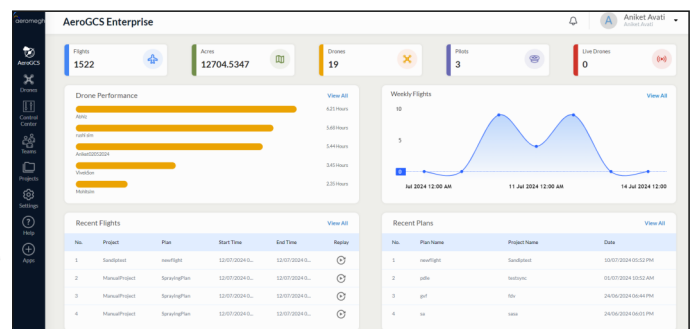 aeromegh
AeroGCS Enterprise
A
Aniket Avati
Aniket Avati
AeroGCS
Drones
Control
Center
Teams
Projects
Settings
Help
Apps
Flights
1522
Acres
12704.5347
Drones
19
Pilots
3
Live Drones
0
Drone Performance
View All
6.21 Hours
5.60 Hours
rushi sim
5.44 Hours
Aniket02052024
3.43 Hours
2.35 Hours
Weekly Flights
View All
10
5
0
Jul 2024 12:00 AM
11 Jul 2024 12:00 AM
14 Jul 2024 12:00
Recent Flights
View All
No. Project Plan Start Time End Time Replay
1 Sandiptest newflight 12/07/2024 0... 12/07/2024 0...
2 ManualProject SprayingPlan 12/07/2024 0... 12/07/2024 0...
3 ManualProject SprayingPlan 12/07/2024 0... 12/07/2024 0...
4 ManualProject SprayingPlan 12/07/2024 0... 12/07/2024 0...
Recent Plans
View All
No. Plan Name Project Name Date
1 newflight Sandiptest 10/07/2024 05:52 PM
2 pdle testsync 01/07/2024 10:52 AM
3 24/06/2024 06:44 PM
4 sa 24/06/2024 06:01 PM